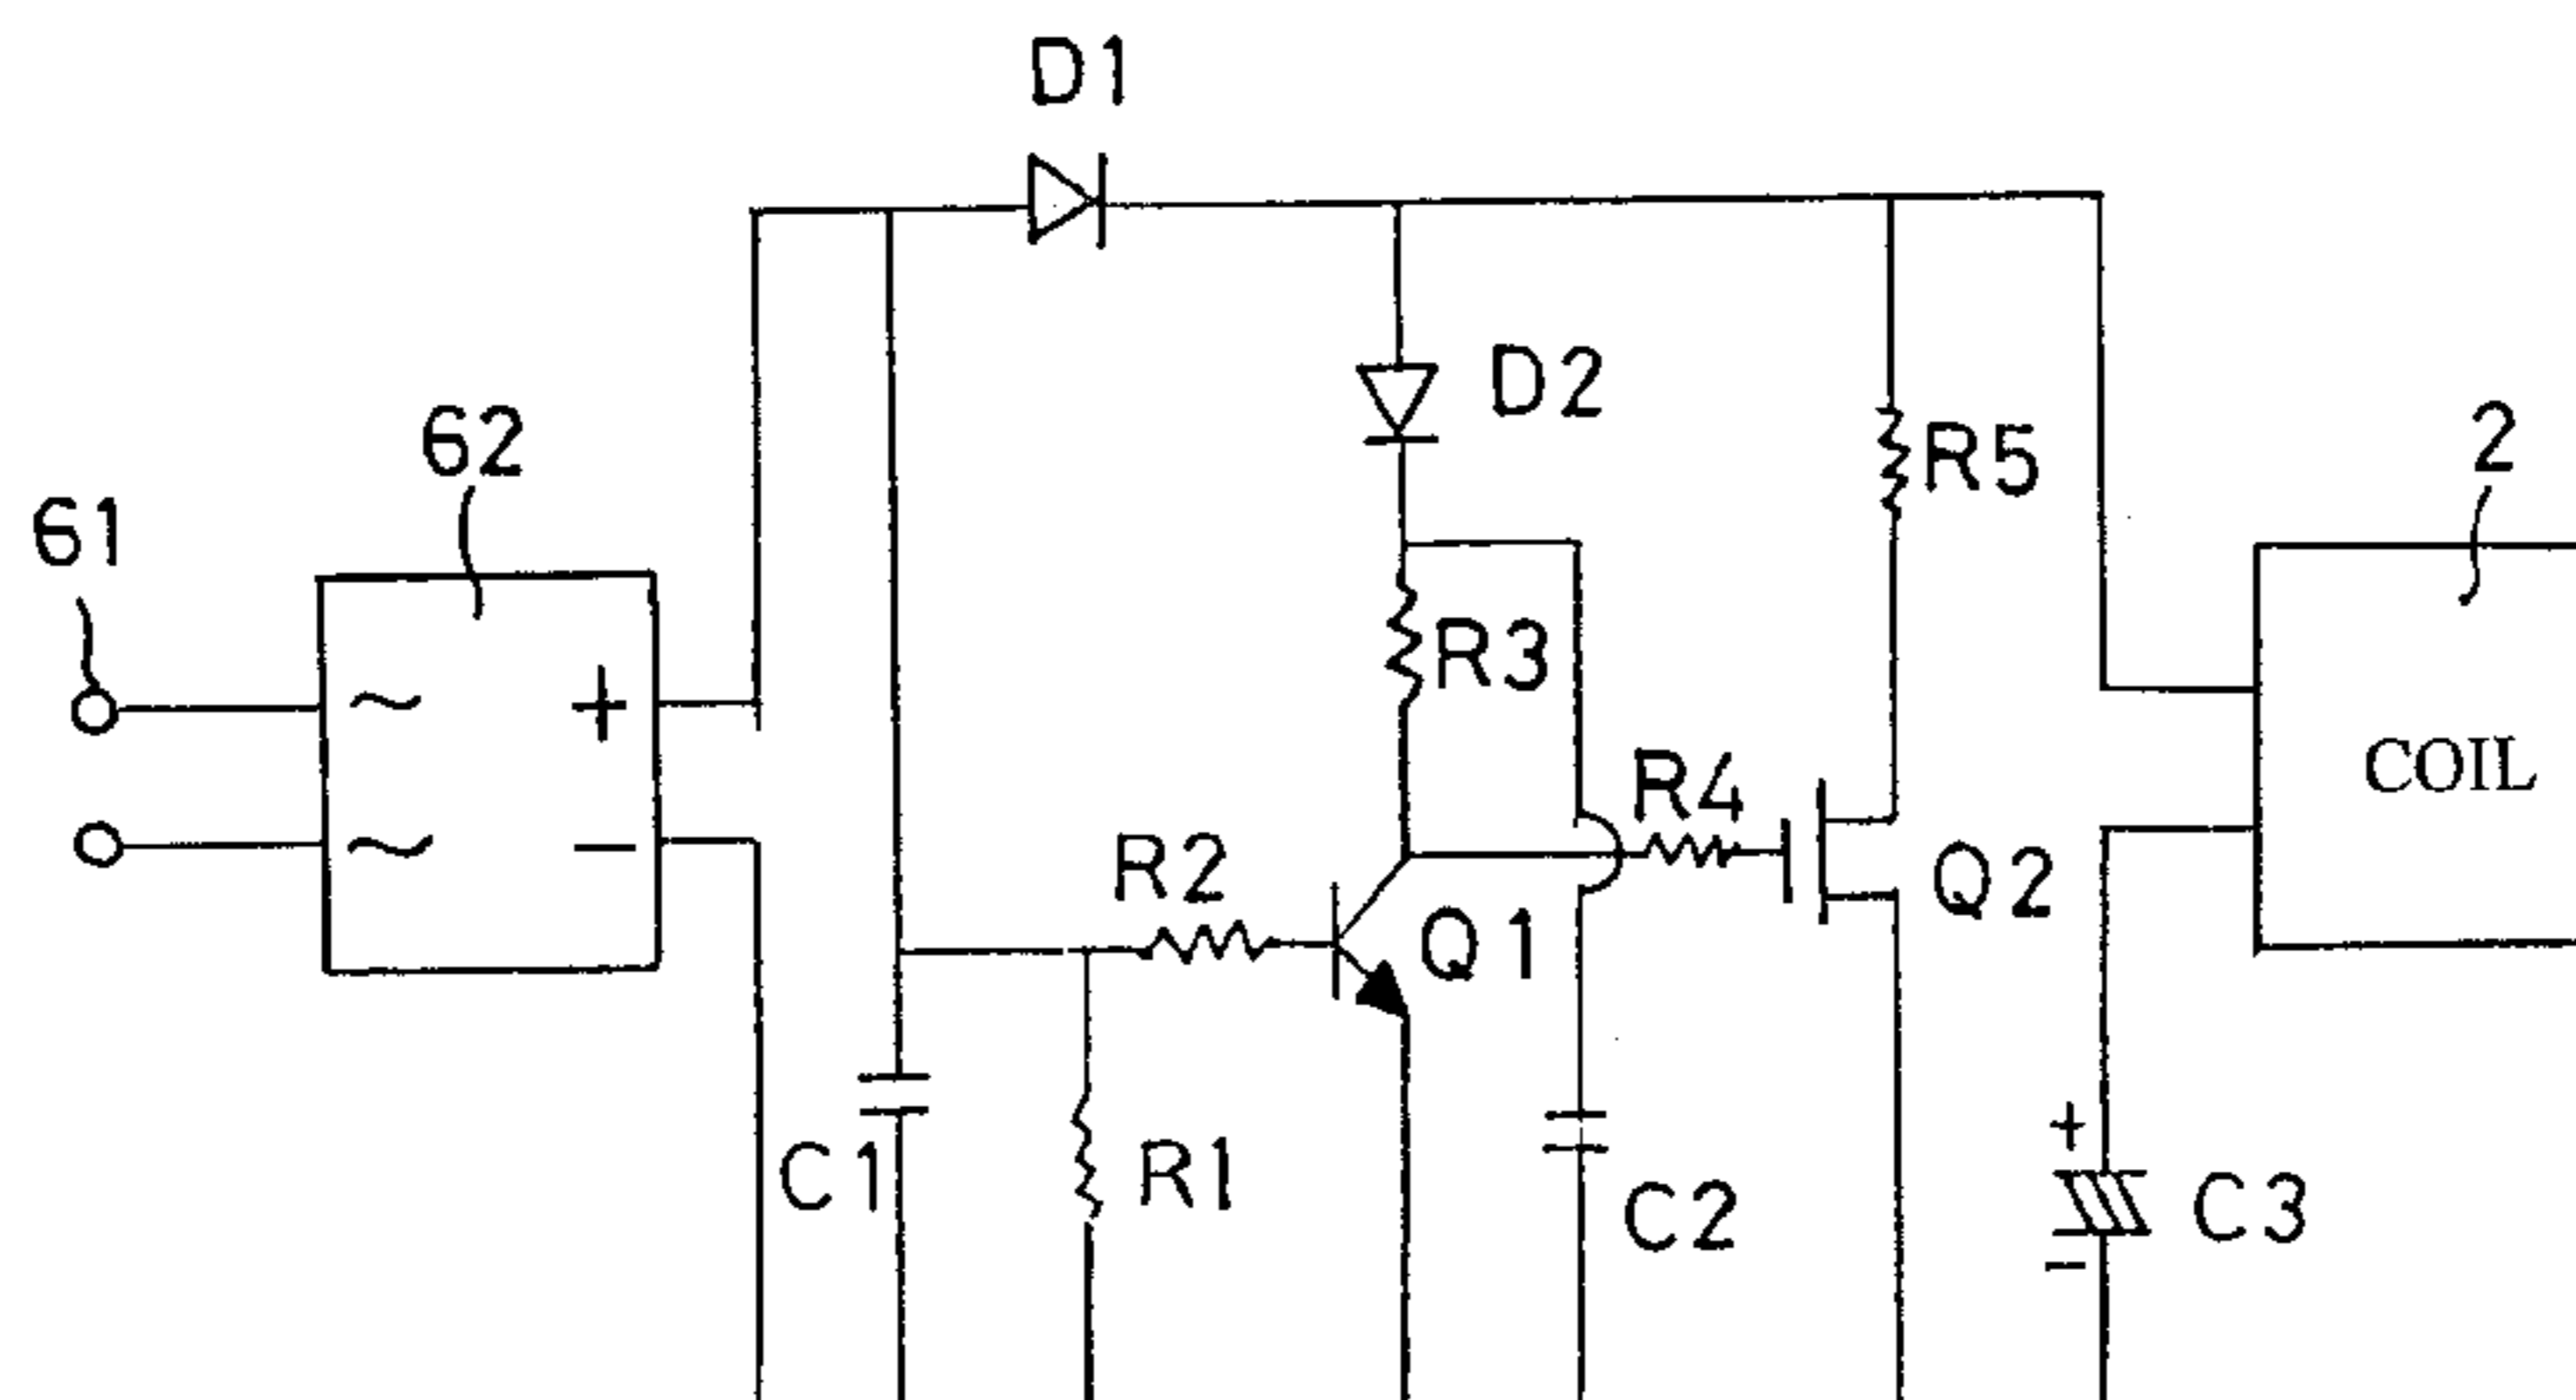 D1
62
D2
2
R5
61
R3
~
+
R4
COIL
~
−
R2
Q2
Q1
+
C1
R1
C2
C3
−